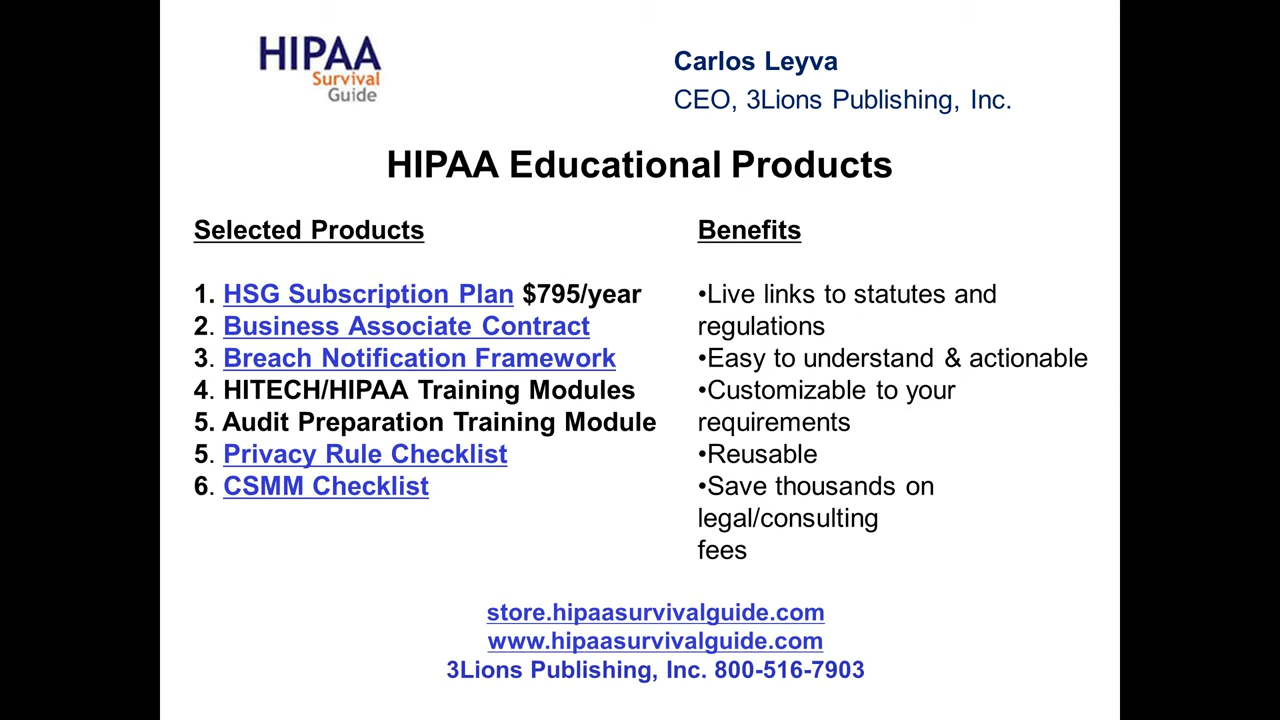 HIPAA
Survival
Guide
Carlos Leyva
CEO, 3Lions Publishing, Inc.
HIPAA Educational Products
Selected Products
1. HSG Subscription Plan $795/year
2. Business Associate Contract
3. Breach Notification Framework
4. HITECH/HIPAA Training Modules
5. Audit Preparation Training Module
5. Privacy Rule Checklist
6. CSMM Checklist
Benefits
•Live links to statutes and
regulations
•Easy to understand & actionable
•Customizable to your
requirements
•Reusable
•Save thousands on
legal/consulting
fees
store.hipaasurvivalguide.com
www.hipaasurvivalguide.com
3Lions Publishing, Inc. 800-516-7903